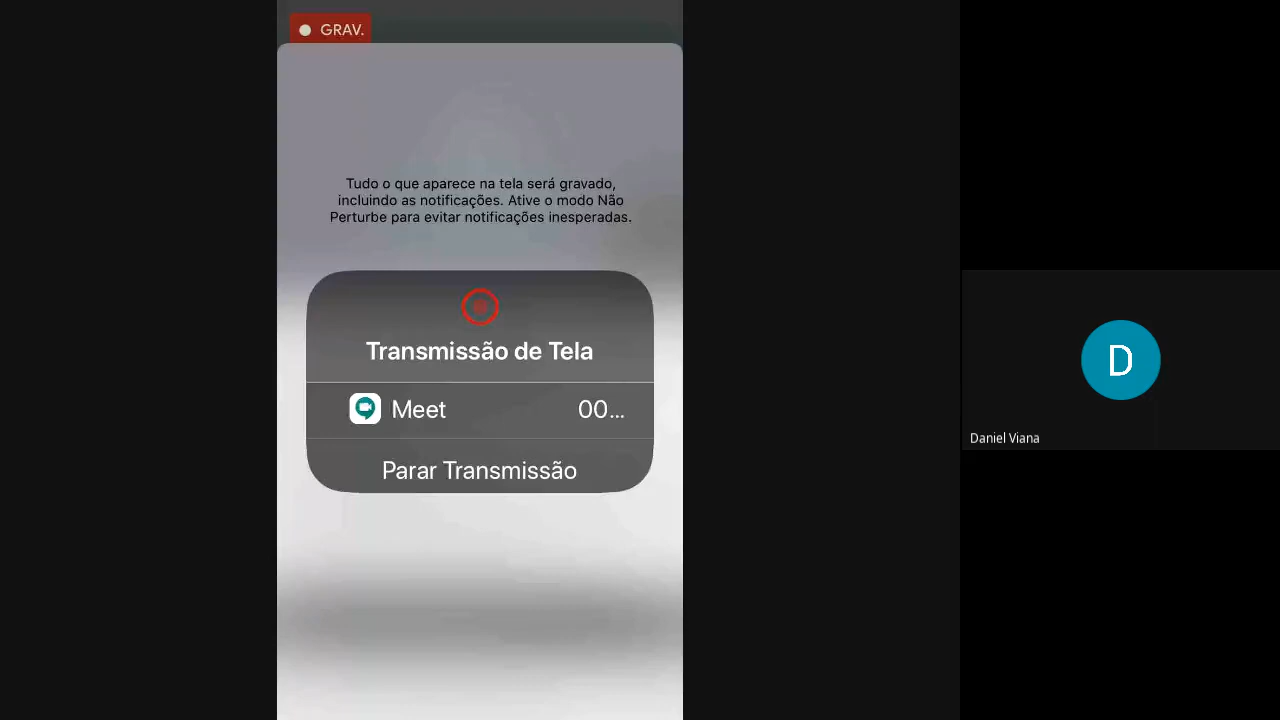 GRAV.
Tudo o que aparece na tela será gravado,
incluindo as notificações. Ative o modo Não
Perturbe para evitar notificações inesperadas.
Transmissão de Tela
Meet 00...
Parar Transmissão
D
Daniel Viana